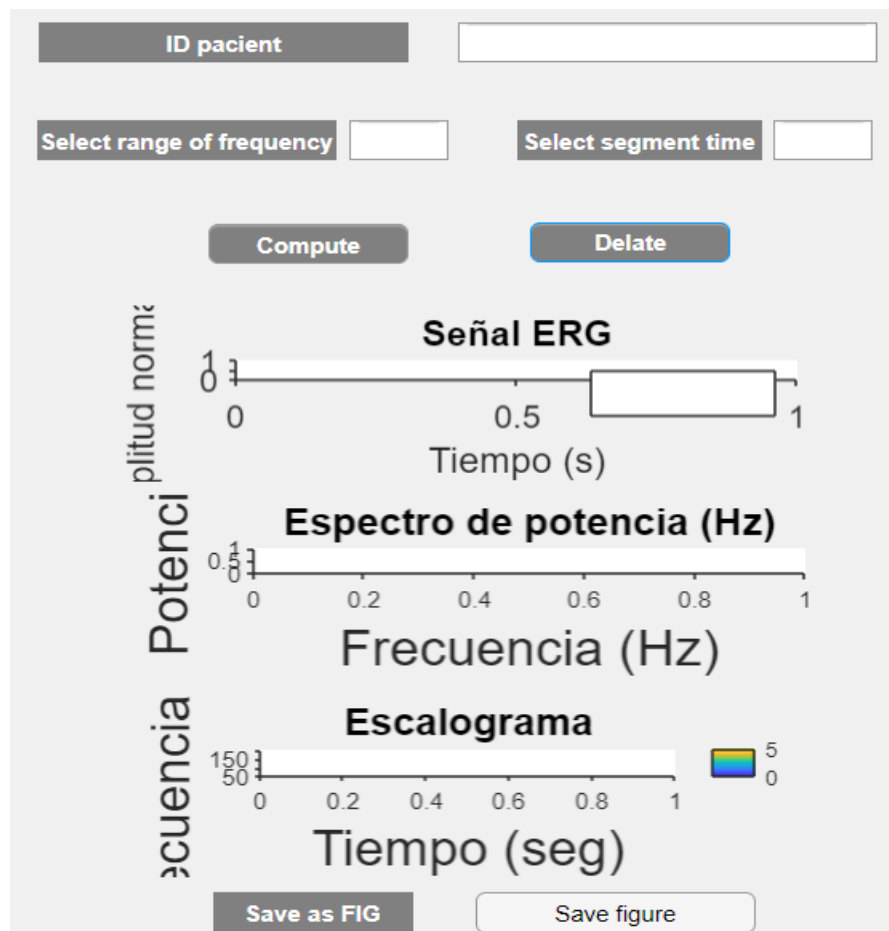 ID pacient
Select range of frequency
Select segment time
Compute
Delate
plitud norma
Señal ERG
1
0
0 0.5 1
Tiempo (s)
Potenci
Espectro de potencia (Hz)
1
0.5
0
0 0.2 0.4 0.6 0.8 1
Frecuencia (Hz)
ecuencia
Escalograma
150
50
0 0.2 0.4 0.6 0.8 1
5
0
Tiempo (seg)
Save as FIG
Save figure